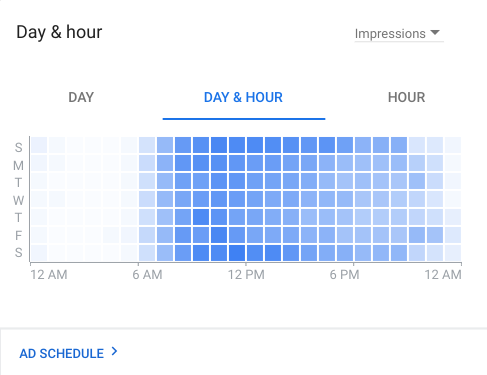 Day & hour
Impressions
DAY
DAY & HOUR
HOUR
S
M
T
W
T
F
S
12 AM
6 AM
12 PM
6 PM
12 AM
AD SCHEDULE